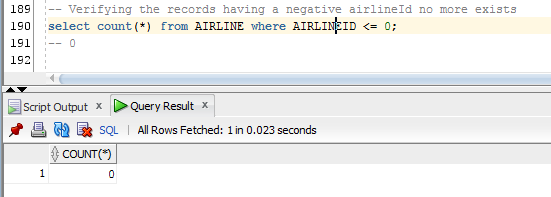 189 -- Verifying the records having a negative airlineId no more exists
190 select count(*) from AIRLINE where AIRLINEID <= 0;
191 -- 0
192
Script Output x Query Result x
SQL | All Rows Fetched: 1 in 0.023 seconds
COUNT(*)
1 0